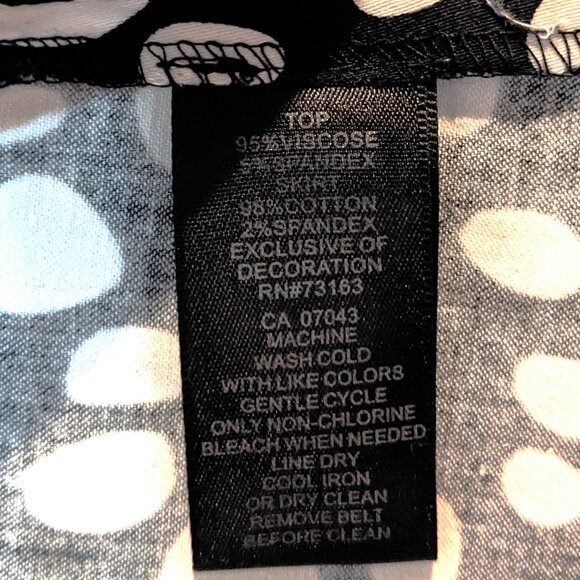 TOP
95%VISCOSE
5%SPANDEX
SKIRT
98%COTTON
2%SPANDEX
EXCLUSIVE OF
DECORATION
RN#73163
CA 07043
MACHINE
WASH COLD
WITH LIKE COLORS
GENTLE CYCLE
ONLY NON-CHLORINE
BLEACH WHEN NEEDED
LINE DRY
COOL IRON
OR DRY CLEAN
REMOVE BELT
BEFORE CLEAN